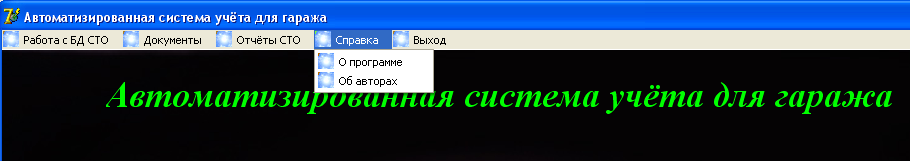 Автоматизированная система учёта для гаража
Работа с БД СТО Документы Отчёты СТО Справка Выход
О программе
Об авторах
Автоматизированная система учёта для гаража